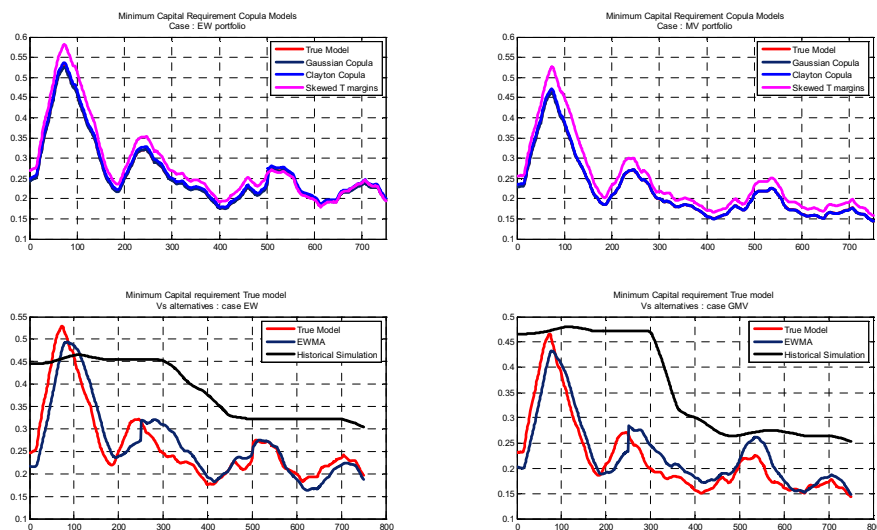 Minimum Capital Requirement Copula Models
Case : EW portfolio
0.6
0.55
0.5
0.45
0.4
0.35
0.3
0.25
0.2
0.15
0.1
0 100 200 300 400 500 600 700
True Model
Gaussian Copula
Clayton Copula
Skewed T margins
Minimum Capital Requirement Copula Models
Case : MV portfolio
0.6
0.55
0.5
0.45
0.4
0.35
0.3
0.25
0.2
0.15
0.1
0 100 200 300 400 500 600 700
True Model
Gaussian Copula
Clayton Copula
Skewed T margins
Minimum Capital requirement True model
Vs alternatives : case EW
0.55
0.5
0.45
0.4
0.35
0.3
0.25
0.2
0.15
0.1
0 100 200 300 400 500 600 700 800
True Model
EWMA
Historical Simulation
Minimum Capital requirement True model
Vs alternatives : case GMV
0.5
0.45
0.4
0.35
0.3
0.25
0.2
0.15
0.1
0 100 200 300 400 500 600 700
True Model
EWMA
Historical Simulation